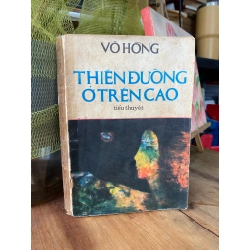 VÕ HỒNG
THIÊN ĐƯỜNG
Ở TRÊN CAO
tiểu thuyết